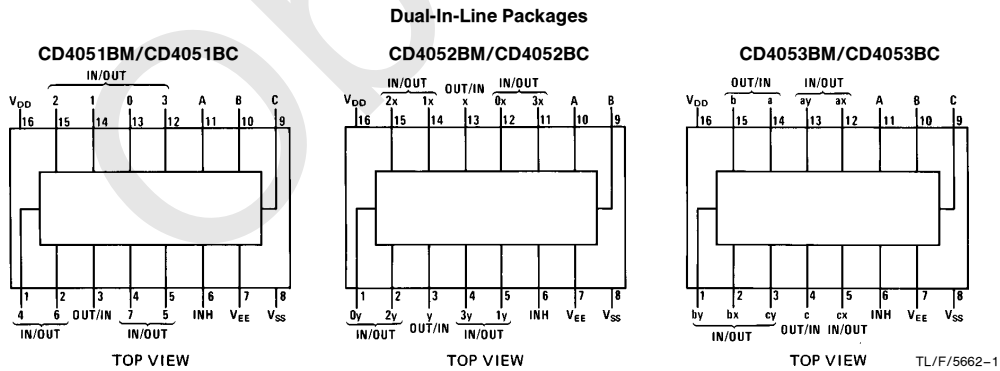 Dual-In-Line Packages
CD4051BM/CD4051BC
IN/OUT
VDD 2 1 0 3 A B C
16 15 14 13 12 11 10 9
1 2 3 4 5 6 7 8
4 6 OUT/IN 7 5 INH VEE VSS
IN/OUT IN/OUT
TOP VIEW
CD4052BM/CD4052BC
IN/OUT OUT/IN IN/OUT
VDD 2x 1x x 0x 3x A B
16 15 14 13 12 11 10 9
1 2 3 4 5 6 7 8
0y 2y y 3y 1y INH VEE VSS
IN/OUT OUT/IN IN/OUT
TOP VIEW
CD4053BM/CD4053BC
OUT/IN IN/OUT
VDD b a ay ax A B C
16 15 14 13 12 11 10 9
1 2 3 4 5 6 7 8
by bx cy c cx INH VEE VSS
IN/OUT OUT/IN IN/OUT
TOP VIEW
TL/F/5662–1